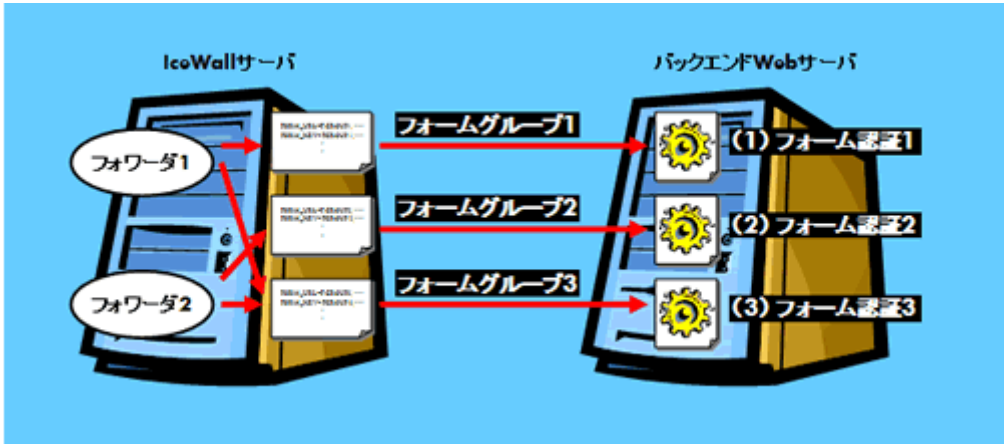 IceWallサーバ
バックエンドWebサーバ
フォワーダ1
フォワーダ2
フォームグループ1
フォームグループ2
フォームグループ3
(1) フォーム認証1
(2) フォーム認証2
(3) フォーム認証3